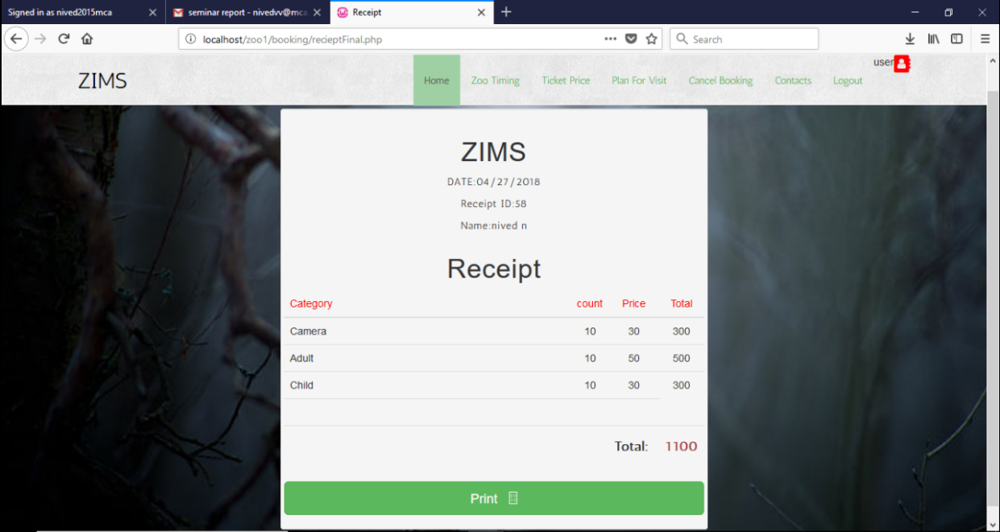 Signed in as nived2015mca
seminar report - nivedvv@mca
Receipt
localhost/zoo1/booking/recieptFinal.php
Search
ZIMS
Home Zoo Timing Ticket Price Plan For Visit Cancel Booking Contacts Logout
user
ZIMS
DATE:04/27/2018
Receipt ID:58
Name:nived n
Receipt
Category count Price Total
Camera 10 30 300
Adult 10 50 500
Child 10 30 300
Total: 1100
Print